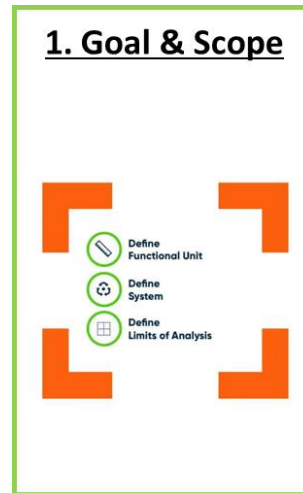 1. Goal & Scope
Define
Functional Unit
Define
System
Define
Limits of Analysis